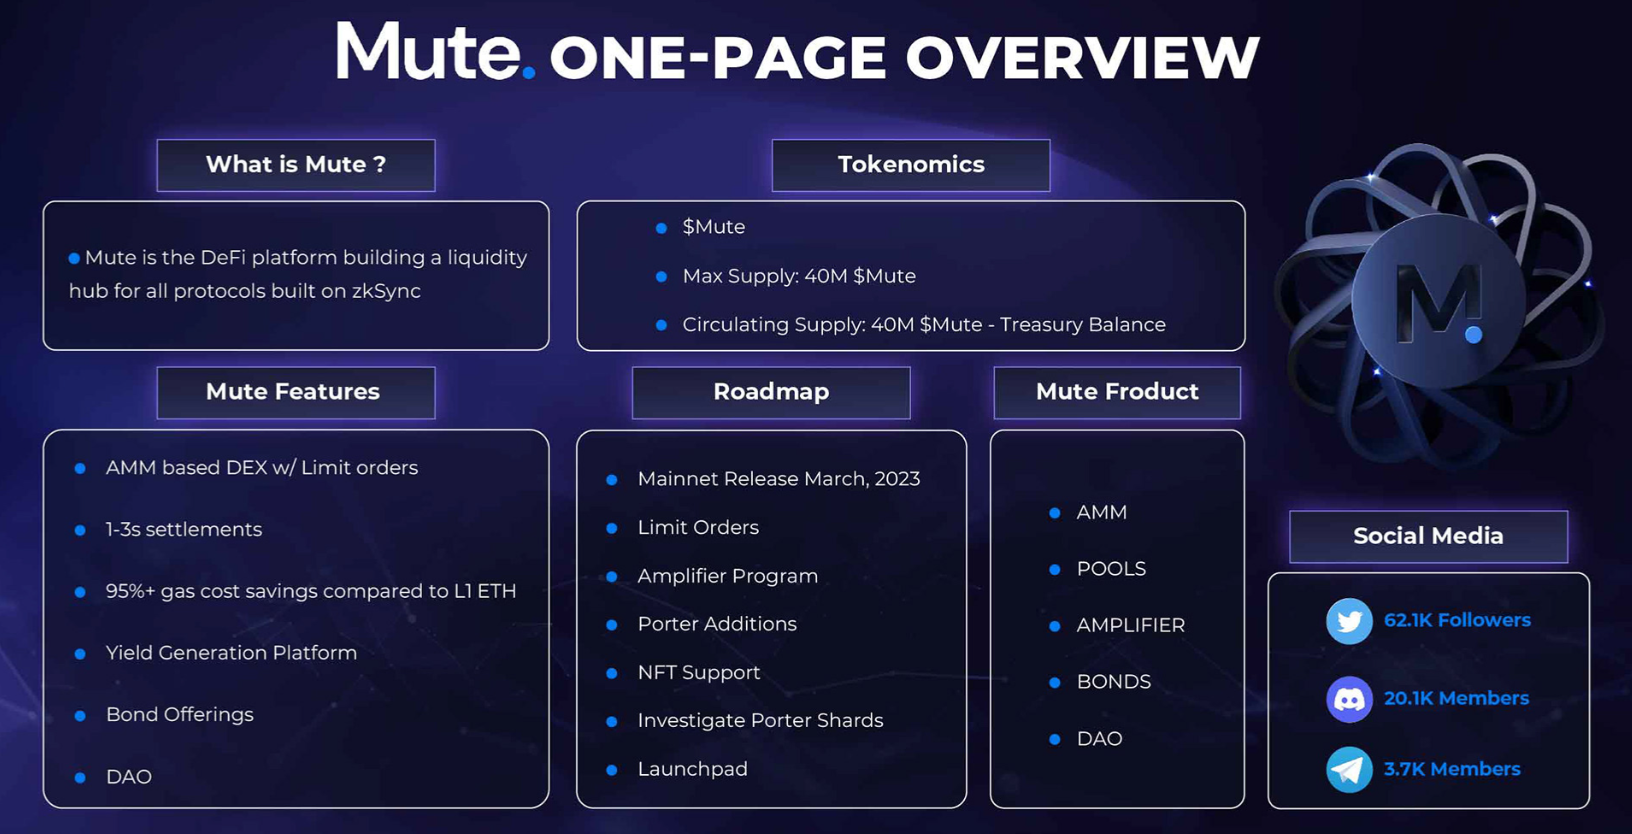 Mute. ONE-PAGE OVERVIEW
What is Mute ?
Mute is the DeFi platform building a liquidity
hub for all protocols built on zkSync
Tokenomics
$Mute
Max Supply: 40M $Mute
Circulating Supply: 40M $Mute - Treasury Balance
M.
Mute Features
AMM based DEX w/ Limit orders
1-3s settlements
95%+ gas cost savings compared to L1 ETH
Yield Generation Platform
Bond Offerings
DAO
Roadmap
Mainnet Release March, 2023
Limit Orders
Amplifier Program
Porter Additions
NFT Support
Investigate Porter Shards
Launchpad
Mute Froduct
AMM
POOLS
AMPLIFIER
BONDS
DAO
Social Media
62.1K Followers
20.1K Members
3.7K Members